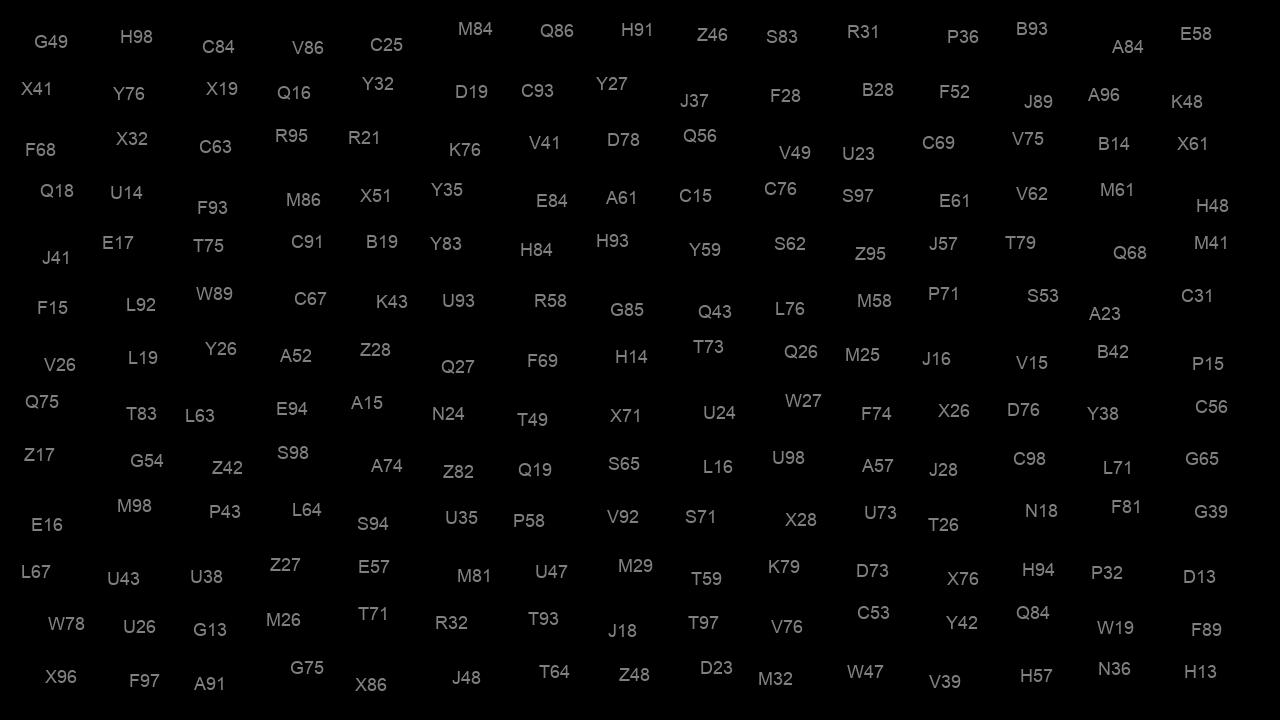 G49 H98 C84 V86 C25 M84 Q86 H91 Z46 S83 R31 P36 B93 A84 E58
X41 Y76 X19 Q16 Y32 D19 C93 Y27 J37 F28 B28 F52 J89 A96 K48
F68 X32 C63 R95 R21 K76 V41 D78 Q56 V49 U23 C69 V75 B14 X61
Q18 U14 F93 M86 X51 Y35 E84 A61 C15 C76 S97 E61 V62 M61 H48
J41 E17 T75 C91 B19 Y83 H84 H93 Y59 S62 Z95 J57 T79 Q68 M41
F15 L92 W89 C67 K43 U93 R58 G85 Q43 L76 M58 P71 S53 A23 C31
V26 L19 Y26 A52 Z28 Q27 F69 H14 T73 Q26 M25 J16 V15 B42 P15
Q75 T83 L63 E94 A15 N24 T49 X71 U24 W27 F74 X26 D76 Y38 C56
Z17 G54 Z42 S98 A74 Z82 Q19 S65 L16 U98 A57 J28 C98 L71 G65
E16 M98 P43 L64 S94 U35 P58 V92 S71 X28 U73 T26 N18 F81 G39
L67 U43 U38 Z27 E57 M81 U47 M29 T59 K79 D73 X76 H94 P32 D13
W78 U26 G13 M26 T71 R32 T93 J18 T97 V76 C53 Y42 Q84 W19 F89
X96 F97 A91 G75 X86 J48 T64 Z48 D23 M32 W47 V39 H57 N36 H13